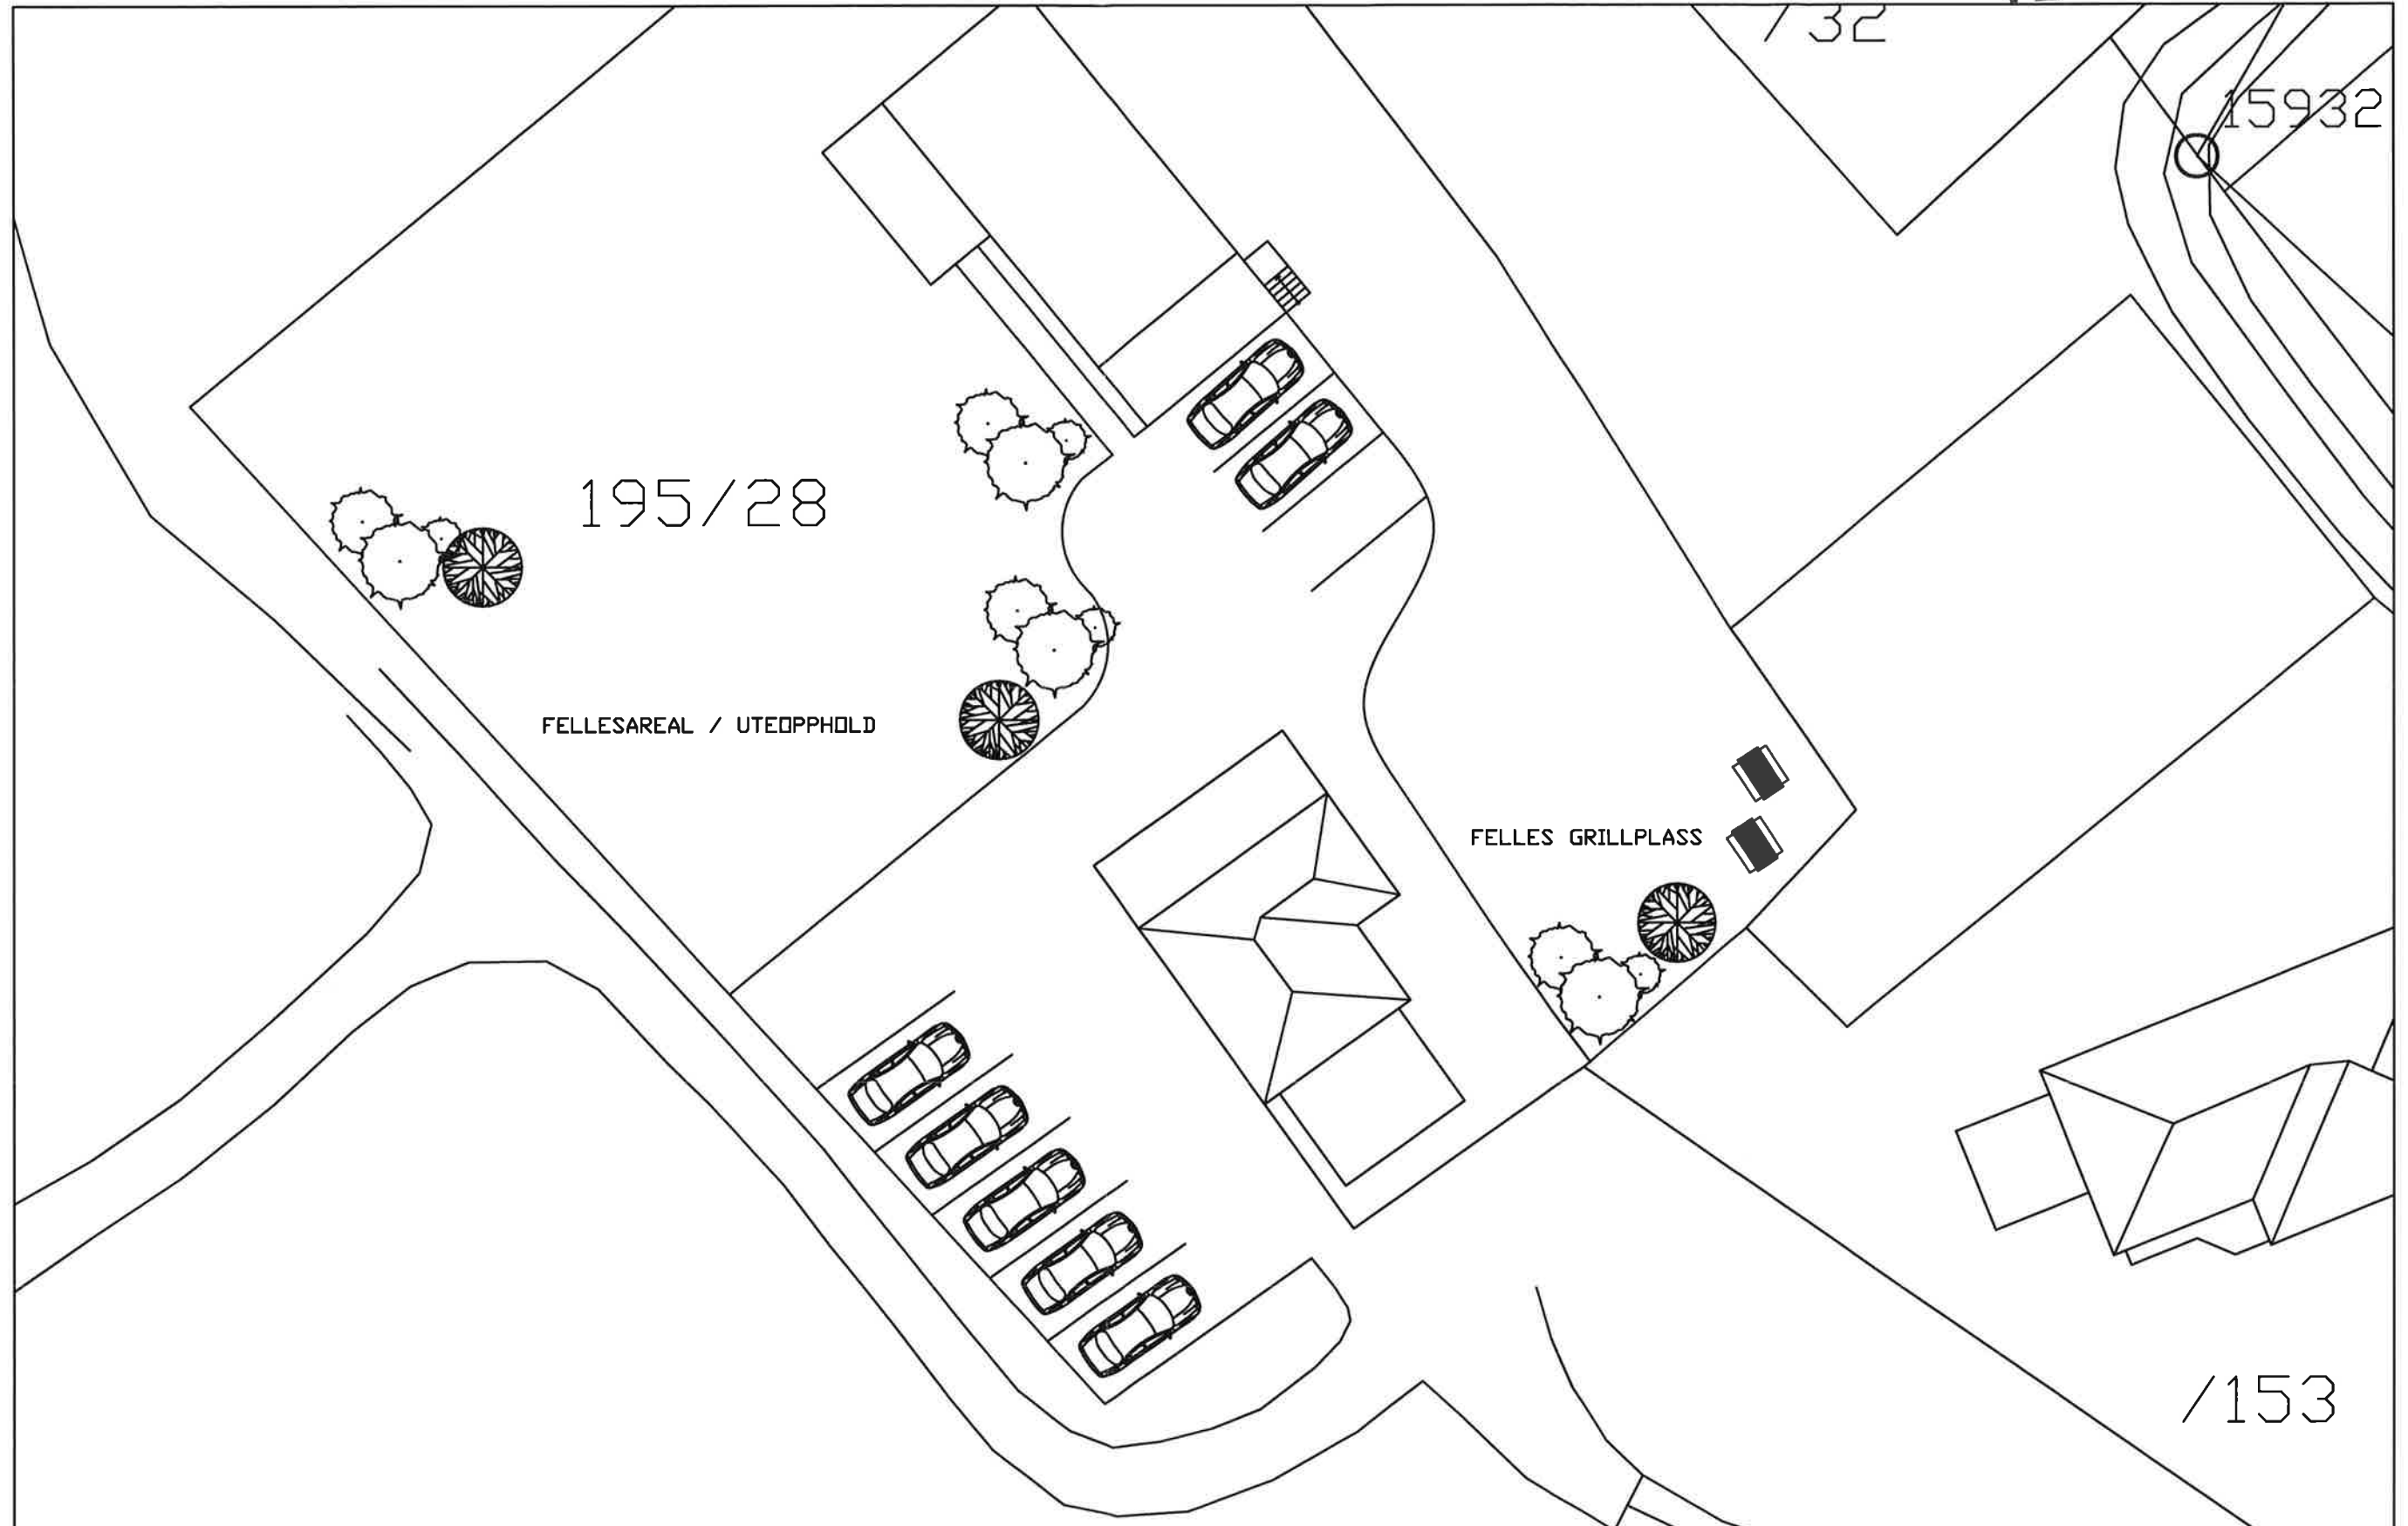 /32
15932
195/28
FELLESAREAL / UTEOPPHOLD
FELLES GRILLPLASS
/153